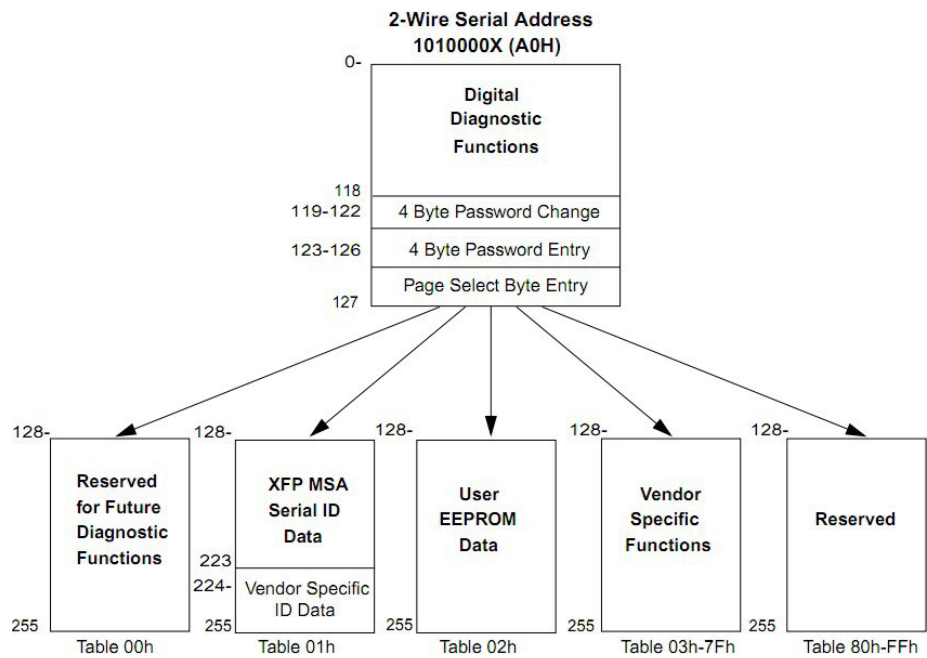 2-Wire Serial Address
1010000X (A0H)
0-
Digital
Diagnostic
Functions
118
119-122
4 Byte Password Change
123-126
4 Byte Password Entry
Page Select Byte Entry
127
128-
Reserved
for Future
Diagnostic
Functions
255
Table 00h
128-
XFP MSA
Serial ID
Data
223
224-
Vendor Specific
ID Data
255
Table 01h
128-
User
EEPROM
Data
255
Table 02h
128-
Vendor
Specific
Functions
255
Table 03h-7Fh
128-
Reserved
255
Table 80h-FFh